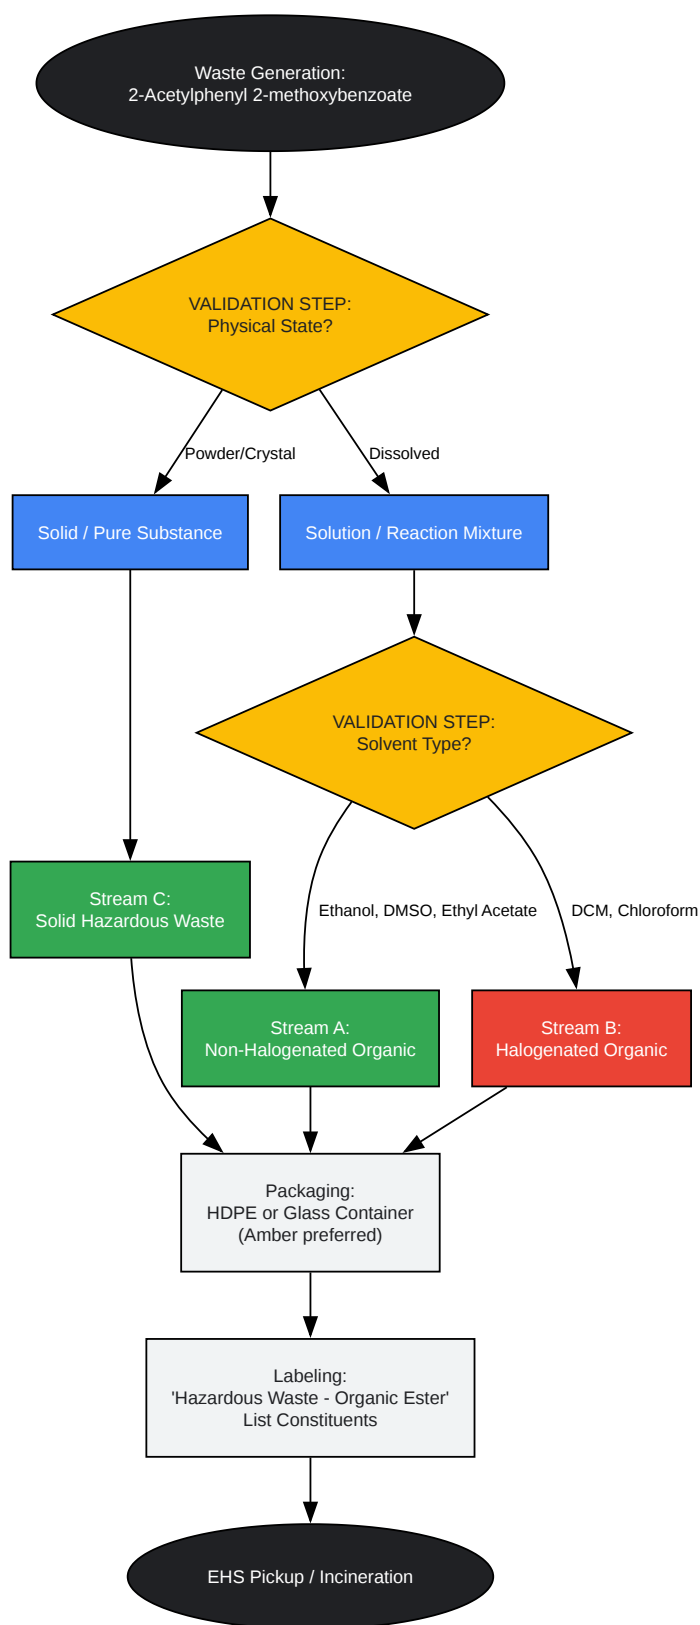 Waste Generation:
2-Acetylphenyl 2-methoxybenzoate
VALIDATION STEP:
Physical State?
Powder/Crystal
Dissolved
Solid / Pure Substance
Solution / Reaction Mixture
VALIDATION STEP:
Solvent Type?
Stream C:
Solid Hazardous Waste
Ethanol, DMSO, Ethyl Acetate
DCM, Chloroform
Stream A:
Non-Halogenated Organic
Stream B:
Halogenated Organic
Packaging:
HDPE or Glass Container
(Amber preferred)
Labeling:
'Hazardous Waste - Organic Ester'
List Constituents
EHS Pickup / Incineration